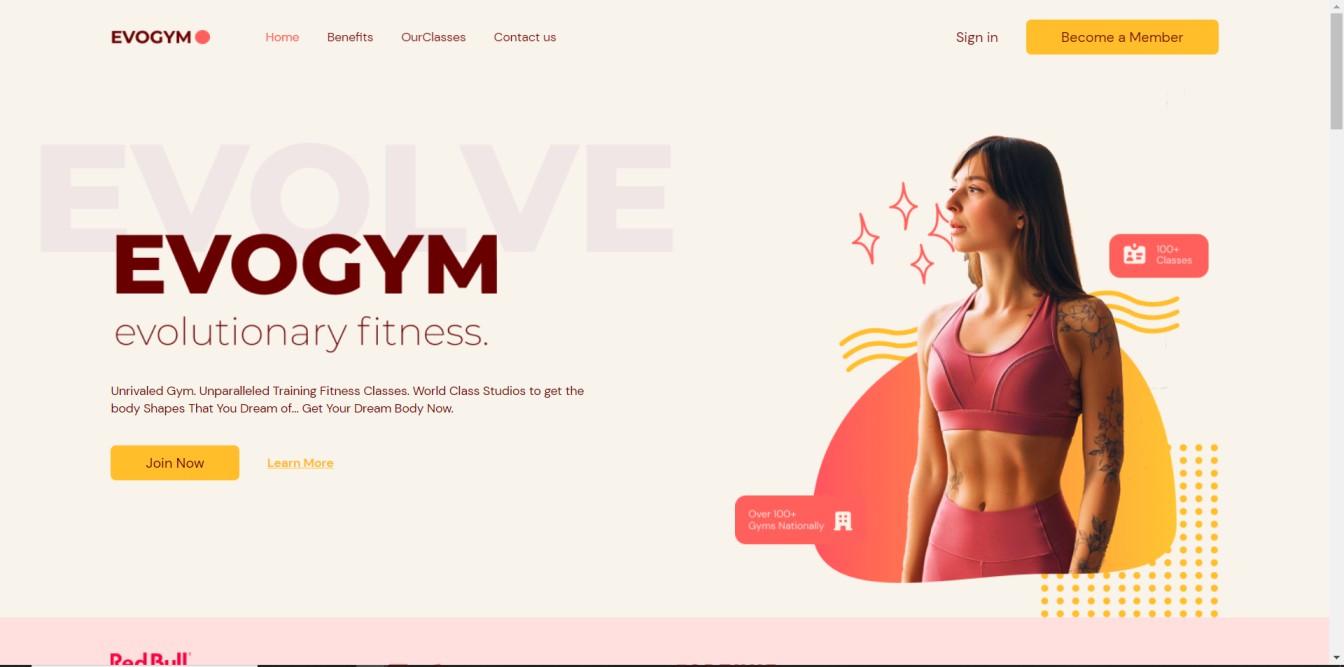 EVOGYM
Home
Benefits
OurClasses
Contact us
Sign in
Become a Member
EVOLVE
EVOGYM
evolutionary fitness.
Unrivaled Gym. Unparalleled Training Fitness Classes. World Class Studios to get the
body Shapes That You Dream of... Get Your Dream Body Now.
Join Now
Learn More
100+
Classes
Over 100+
Gyms Nationally
Red Bull